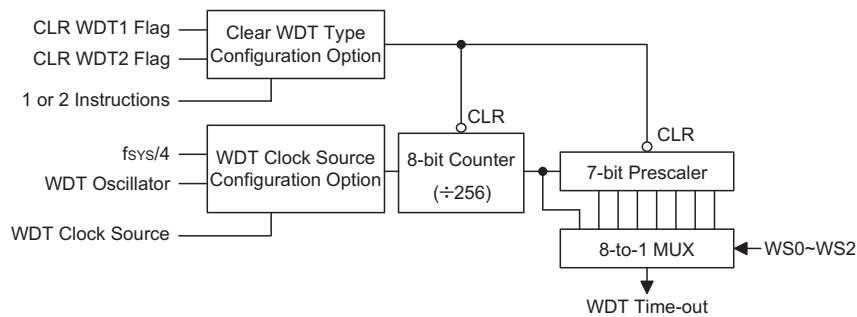 CLR WDT1 Flag
CLR WDT2 Flag
1 or 2 Instructions
Clear WDT Type
Configuration Option
CLR
CLR
fSYS/4
WDT Oscillator
WDT Clock Source
WDT Clock Source
Configuration Option
8-bit Counter
(÷256)
7-bit Prescaler
8-to-1 MUX
WS0~WS2
WDT Time-out